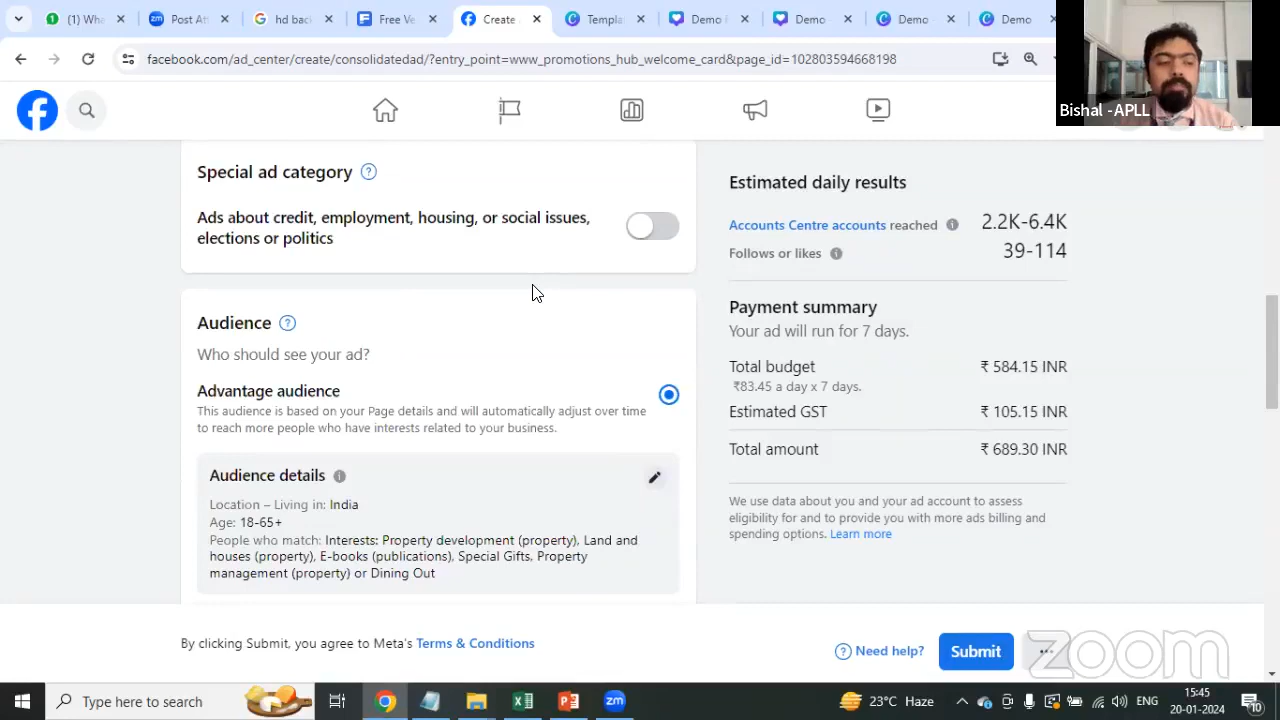 Wha
Post At
hd bac
Free Ve
Create
Templa
Demo
Demo
Demo
Demo
facebook.com/ad_center/create/consolidatedad/?entry_point=www_promotions_hub_welcome_card&page_id=102803594668198
Bishal -APLL
Special ad category
Ads about credit, employment, housing, or social issues,
elections or politics
Audience
Who should see your ad?
Advantage audience
This audience is based on your Page details and will automatically adjust over time
to reach more people who have interests related to your business.
Audience details
Location – Living in: India
Age: 18-65+
People who match: Interests: Property development (property), Land and
houses (property), E-books (publications), Special Gifts, Property
management (property) or Dining Out
Estimated daily results
Accounts Centre accounts reached 2.2K-6.4K
Follows or likes 39-114
Payment summary
Your ad will run for 7 days.
Total budget ₹ 584.15 INR
₹83.45 a day x 7 days.
Estimated GST ₹ 105.15 INR
Total amount ₹ 689.30 INR
We use data about you and your ad account to assess
eligibility for and to provide you with more ads billing and
spending options. Learn more
By clicking Submit, you agree to Meta's Terms & Conditions
Need help?
Submit
zoom
Type here to search
23°C Haze
ENG
15:45
20-01-2024
10